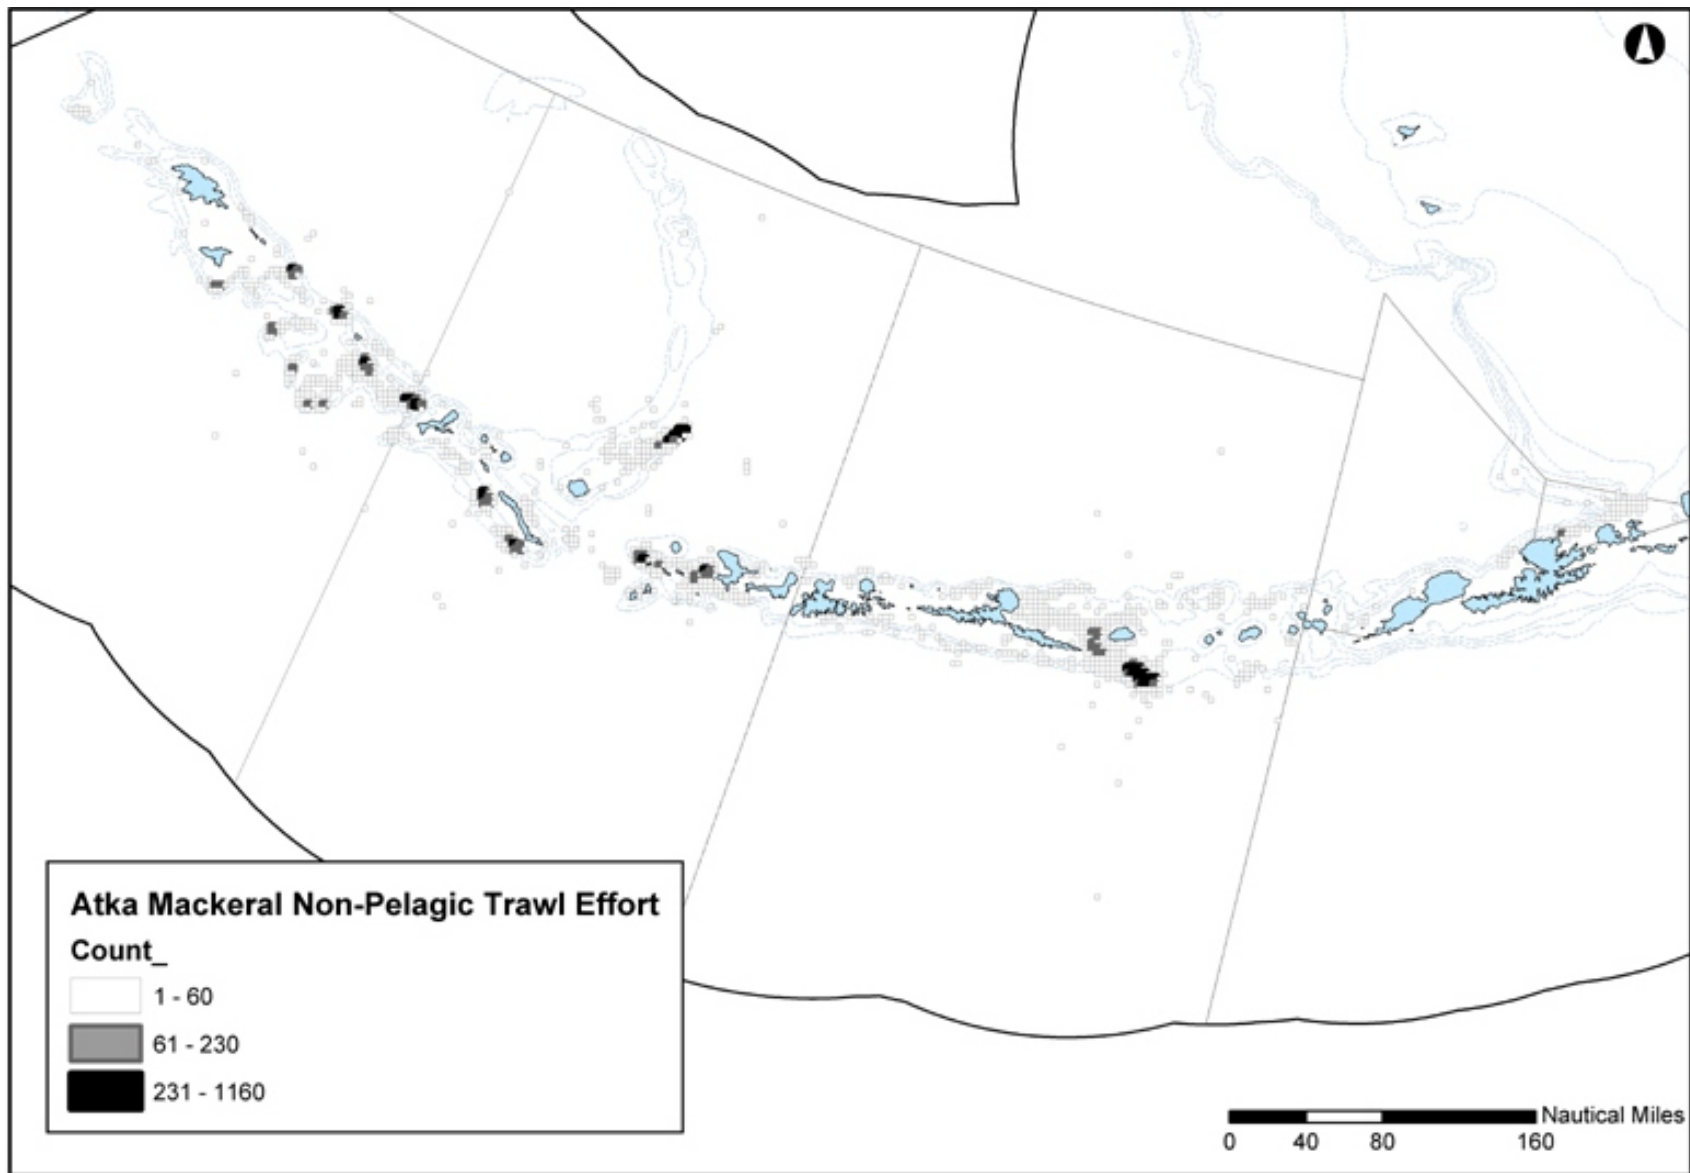 Atka Mackeral Non-Pelagic Trawl Effort
Count_
1 - 60
61 - 230
231 - 1160
Nautical Miles
0 40 80 160